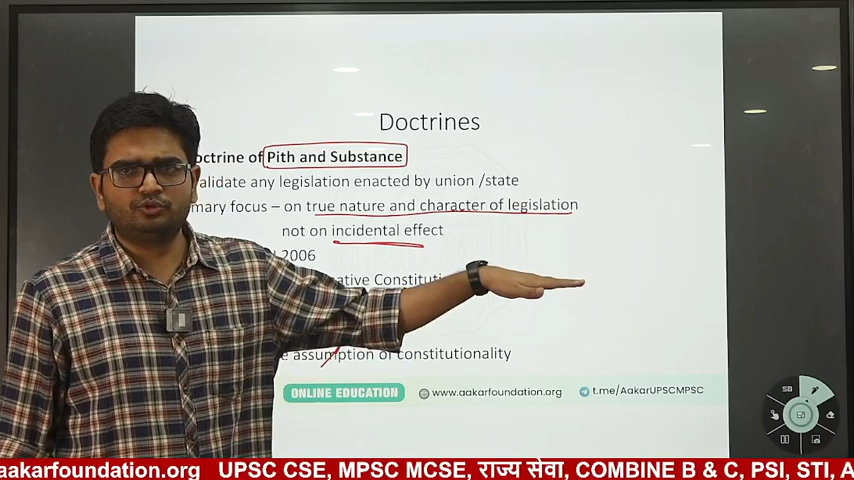 Doctrines
octrine of Pith and Substance
alidate any legislation enacted by union /state
mary focus – on true nature and character of legislation
not on incidental effect
2006
ative Constituti
e assumption of constitutionality
ONLINE EDUCATION www.aakarfoundation.org t.me/AakarUPSCMPSC
aakarfoundation.org UPSC CSE, MPSC MCSE, राज्य सेवा, COMBINE B & C, PSI, STI, A